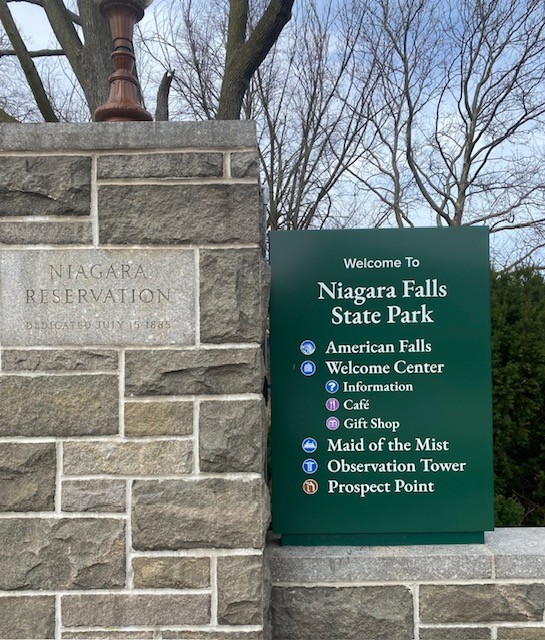 NIAGARA
RESERVATION
DEDICATED JULY 15 1885
Welcome To
Niagara Falls
State Park
American Falls
Welcome Center
? Information
Café
Gift Shop
Maid of the Mist
Observation Tower
Prospect Point